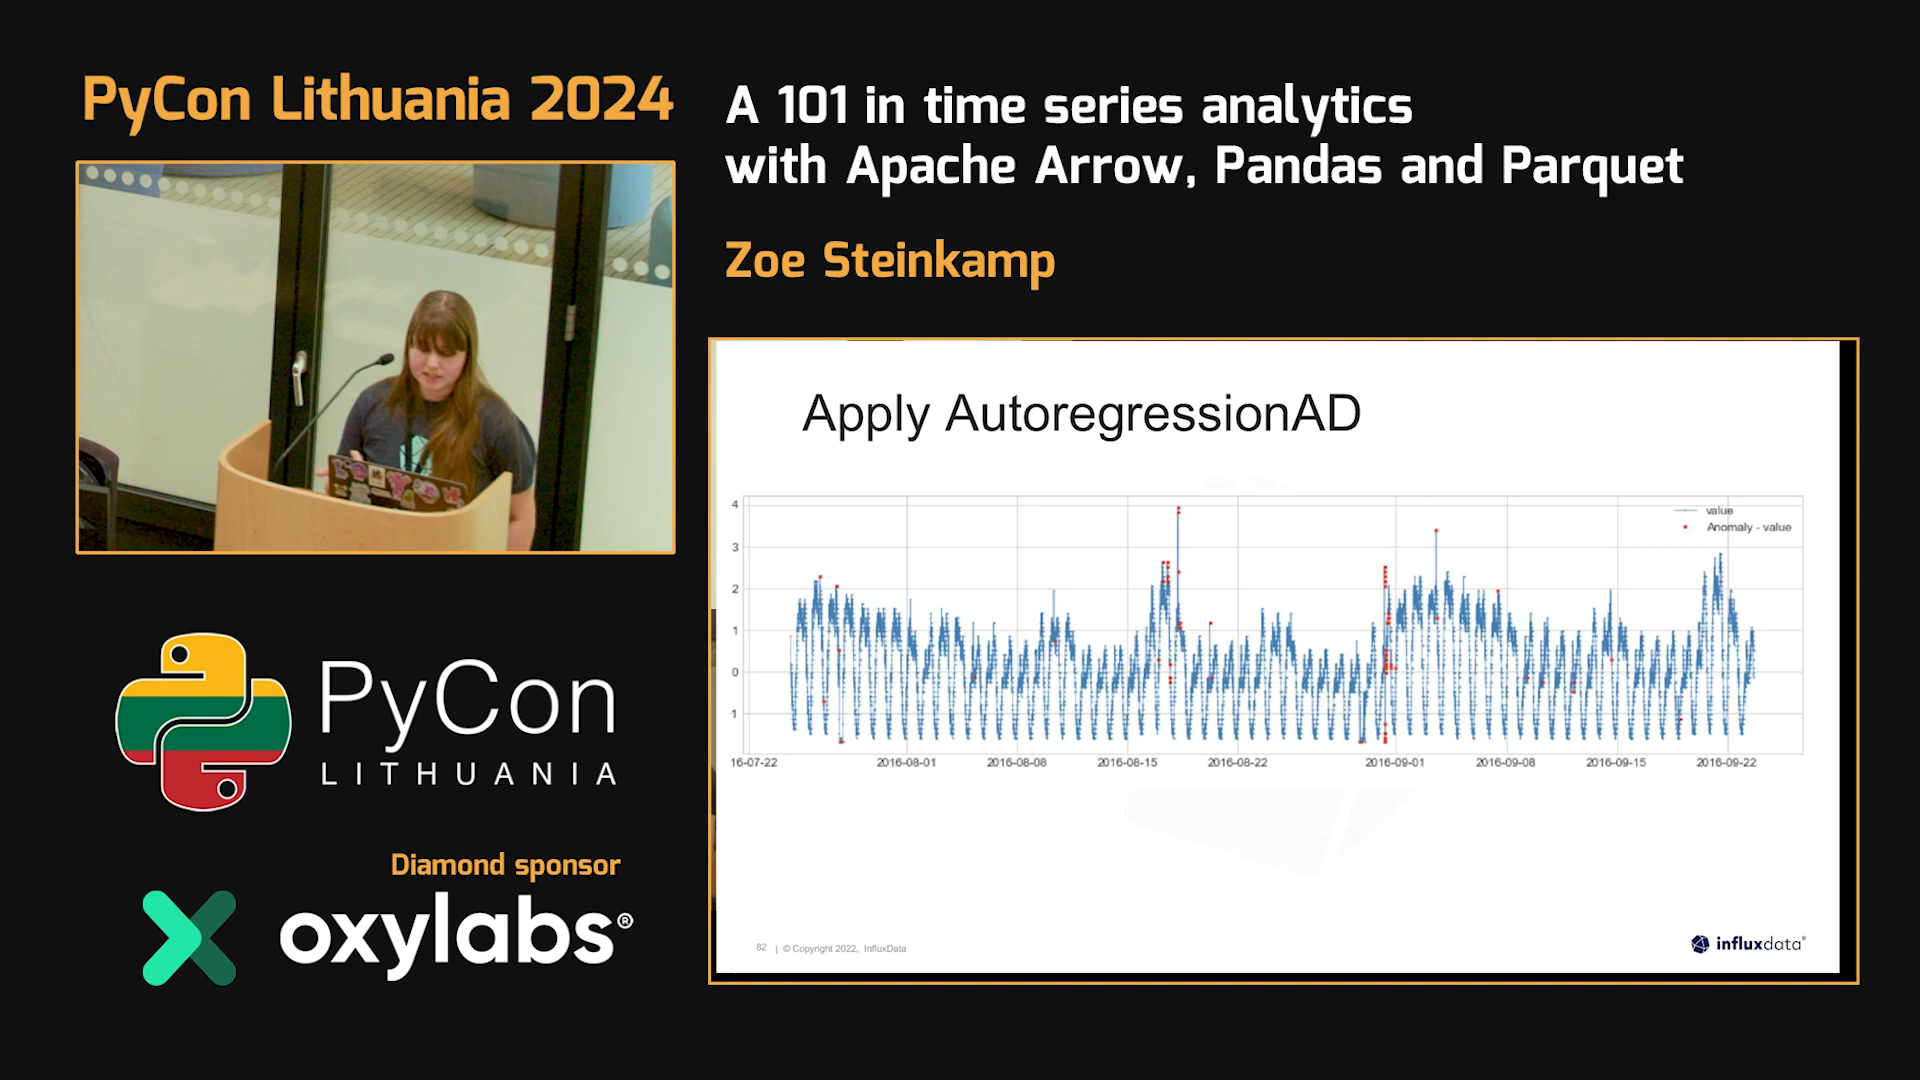 PyCon Lithuania 2024
A 101 in time series analytics
with Apache Arrow, Pandas and Parquet
Zoe Steinkamp
Apply AutoregressionAD
value
Anomaly - value
4
3
2
1
0
1
16-07-22
2016-08-01
2016-08-08
2016-08-15
2016-08-22
2016-09-01
2016-09-08
2016-09-15
2016-09-22
82 | © Copyright 2022, InfluxData
influxdata®
PyCon
LITHUANIA
Diamond sponsor
oxylabs®